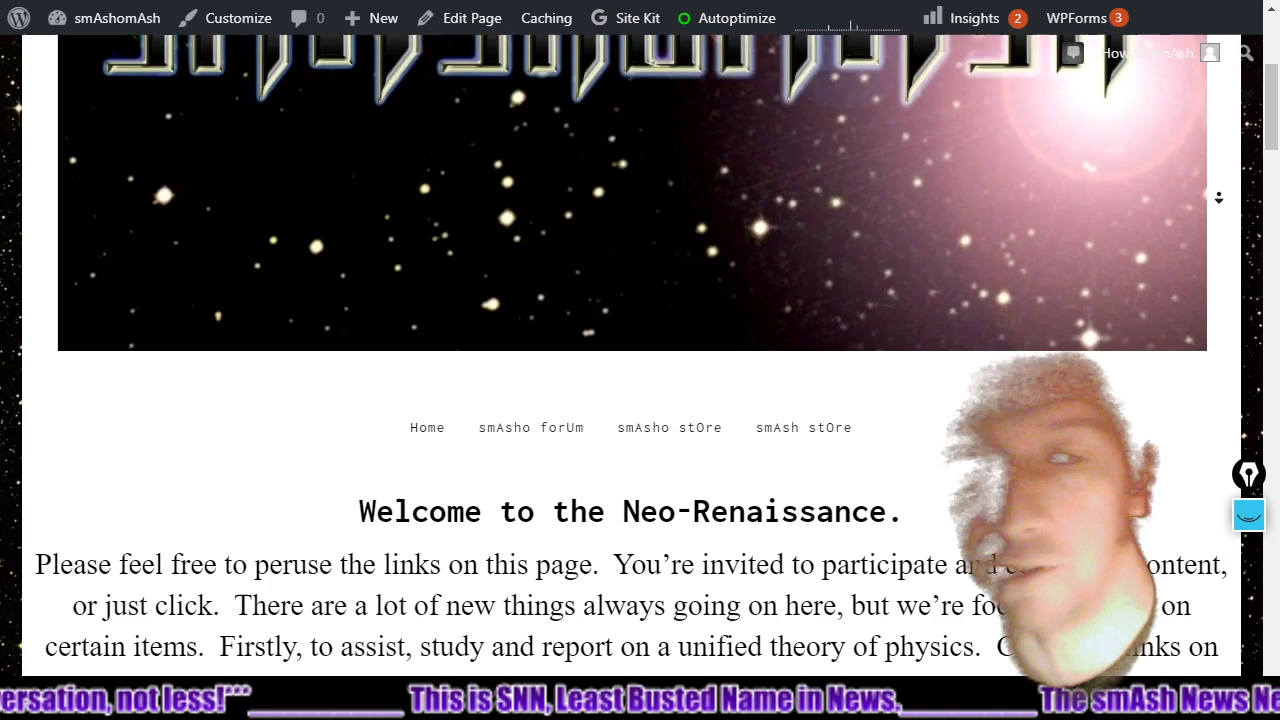 smAshomAsh Customize 0 New Edit Page Caching Site Kit Autoptimize Insights 2 WPForms 3
smAsh
Home smAsho forUm smAsho stOre smAsh stOre
Welcome to the Neo-Renaissance.
Please feel free to peruse the links on this page. You’re invited to participate and ontent,
or just click. There are a lot of new things always going on here, but we’re on
certain items. Firstly, to assist, study and report on a unified theory of physics. on
ersation, not less!*** This is SNN, Least Busted Name in News. The smAsh News Ne